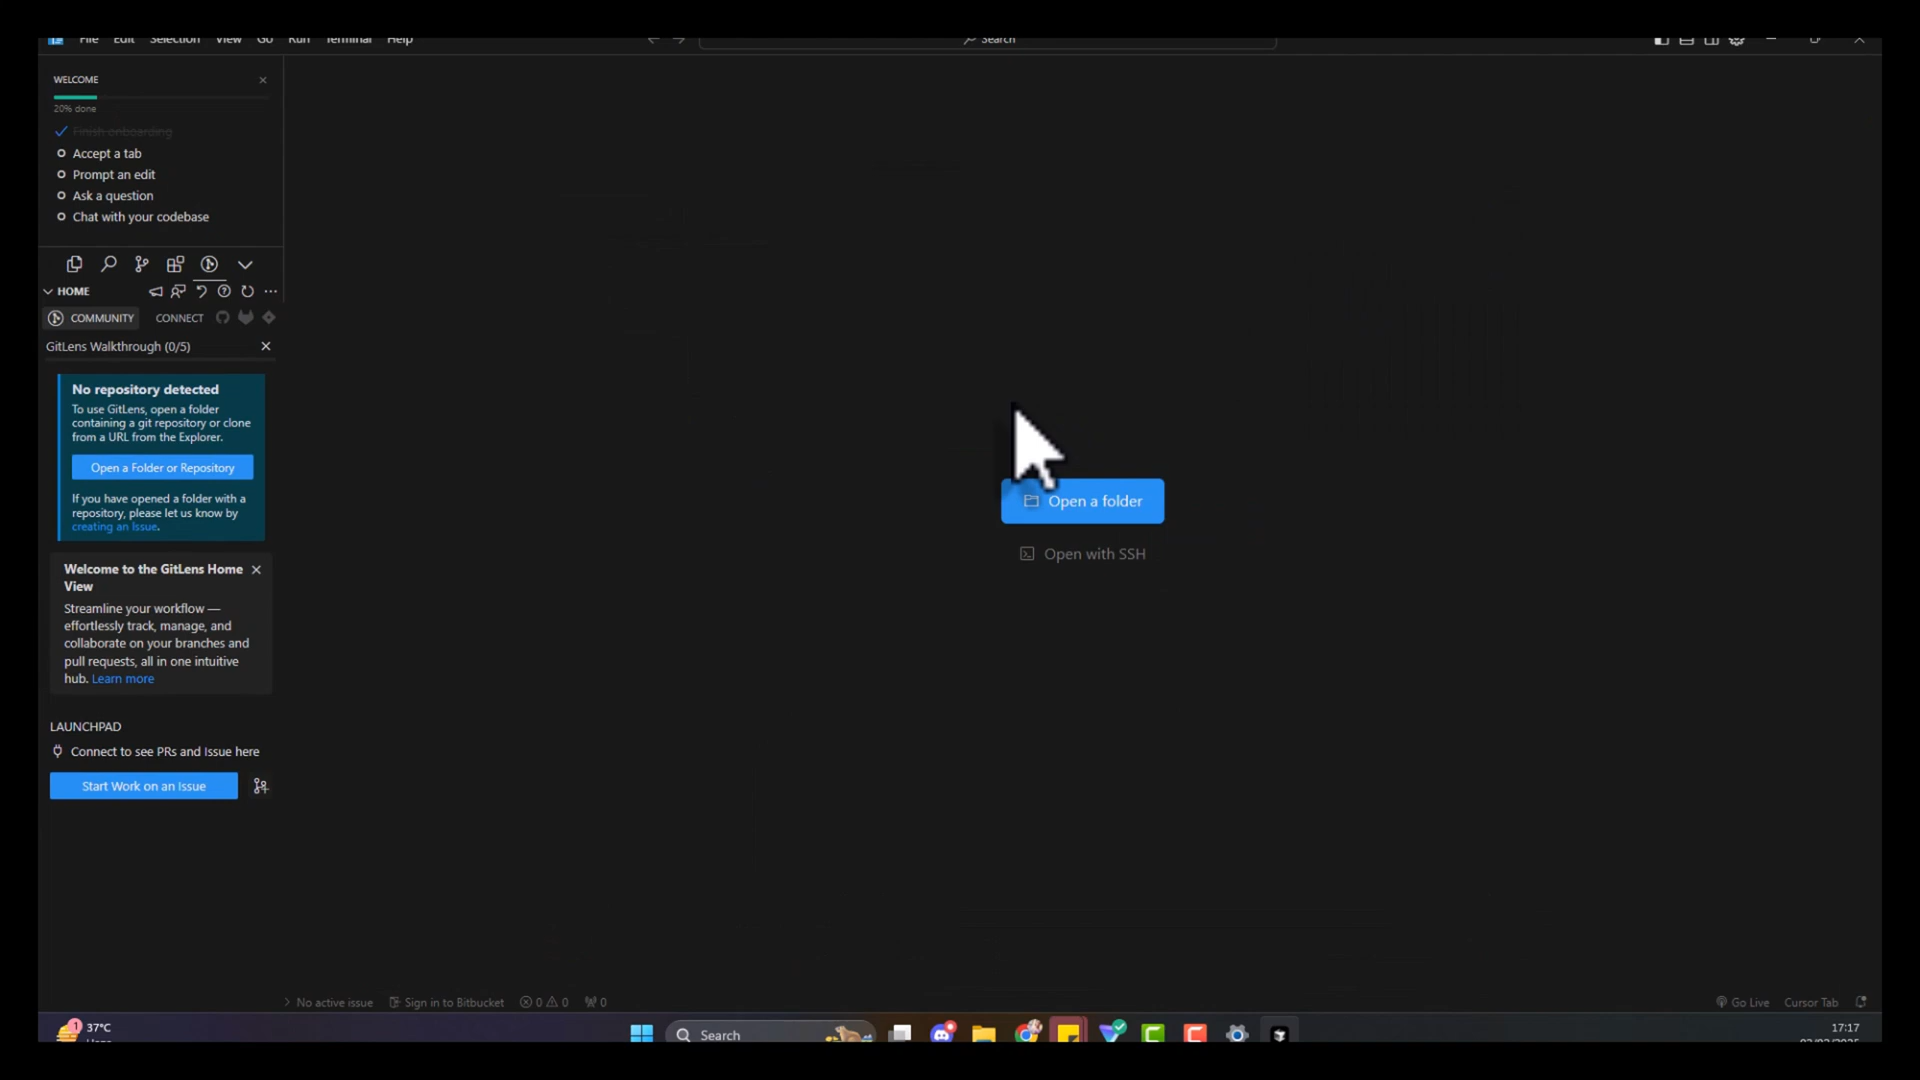 File Edit Selection View Go Run Terminal Help
Search
WELCOME
20% done
Finish onboarding
Accept a tab
Prompt an edit
Ask a question
Chat with your codebase
HOME
COMMUNITY CONNECT
GitLens Walkthrough (0/5)
No repository detected
To use GitLens, open a folder
containing a git repository or clone
from a URL from the Explorer.
Open a Folder or Repository
If you have opened a folder with a
repository, please let us know by
creating an Issue.
Welcome to the GitLens Home
View
Streamline your workflow —
effortlessly track, manage, and
collaborate on your branches and
pull requests, all in one intuitive
hub. Learn more
LAUNCHPAD
Connect to see PRs and Issue here
Start Work on an Issue
Open a folder
Open with SSH
No active issue Sign in to Bitbucket 0 0 0
Go Live Cursor Tab
1 37°C
Search
17:17